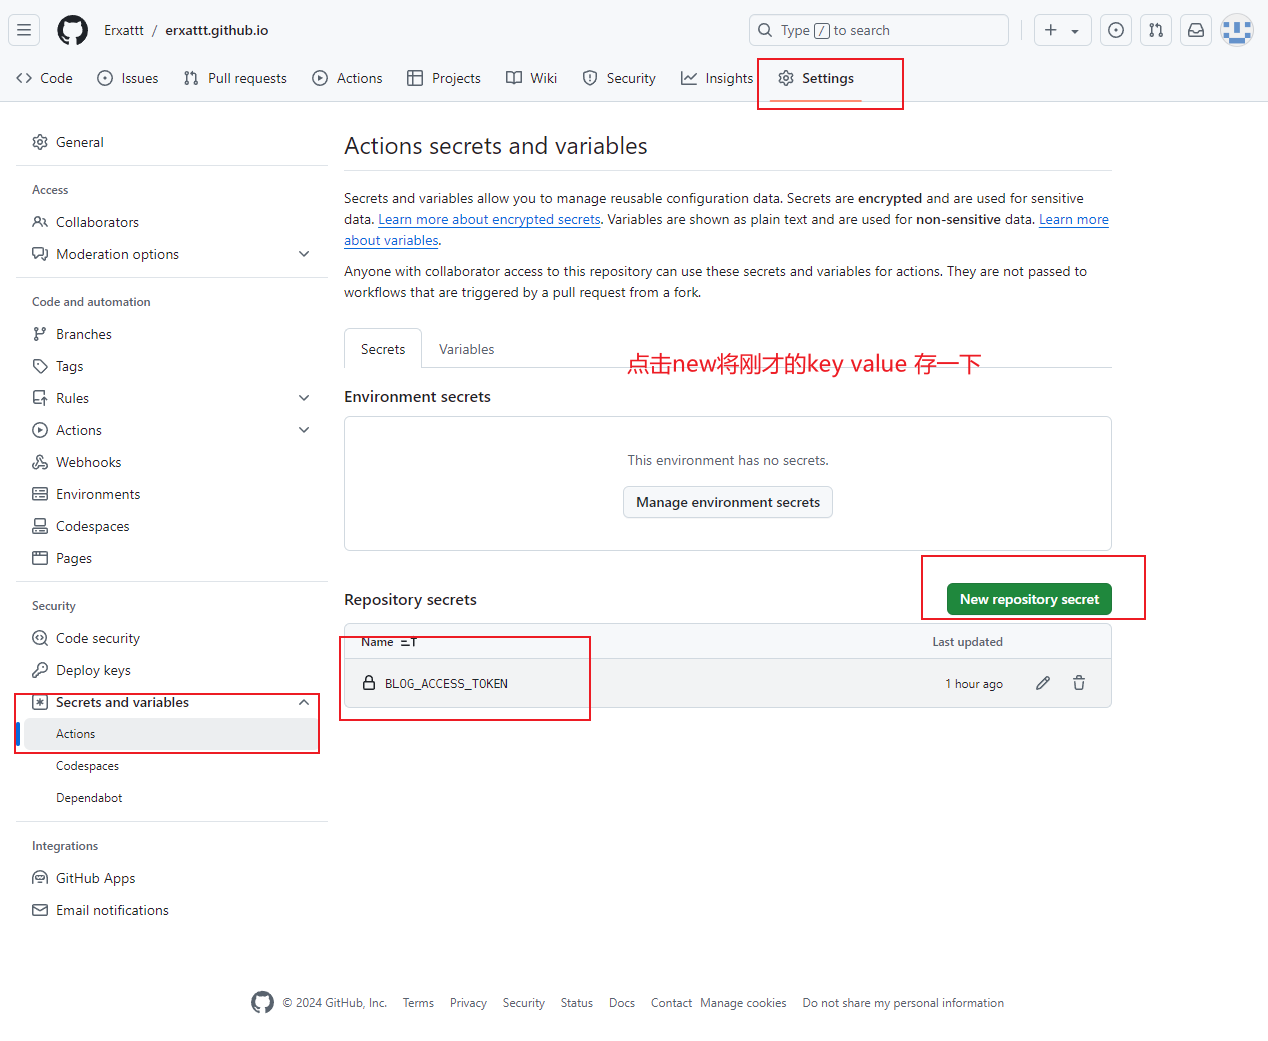 Erxattt / erxattt.github.io
Type / to search
Code Issues Pull requests Actions Projects Wiki Security Insights Settings
General
Access
Collaborators
Moderation options
Code and automation
Branches
Tags
Rules
Actions
Webhooks
Environments
Codespaces
Pages
Security
Code security
Deploy keys
Secrets and variables
Actions
Codespaces
Dependabot
Integrations
GitHub Apps
Email notifications
Actions secrets and variables
Secrets and variables allow you to manage reusable configuration data. Secrets are encrypted and are used for sensitive
data. Learn more about encrypted secrets. Variables are shown as plain text and are used for non-sensitive data. Learn more
about variables.
Anyone with collaborator access to this repository can use these secrets and variables for actions. They are not passed to
workflows that are triggered by a pull request from a fork.
Secrets Variables
点击new将刚才的key value 存一下
Environment secrets
This environment has no secrets.
Manage environment secrets
Repository secrets
New repository secret
Name Last updated
BLOG_ACCESS_TOKEN 1 hour ago
© 2024 GitHub, Inc. Terms Privacy Security Status Docs Contact Manage cookies Do not share my personal information